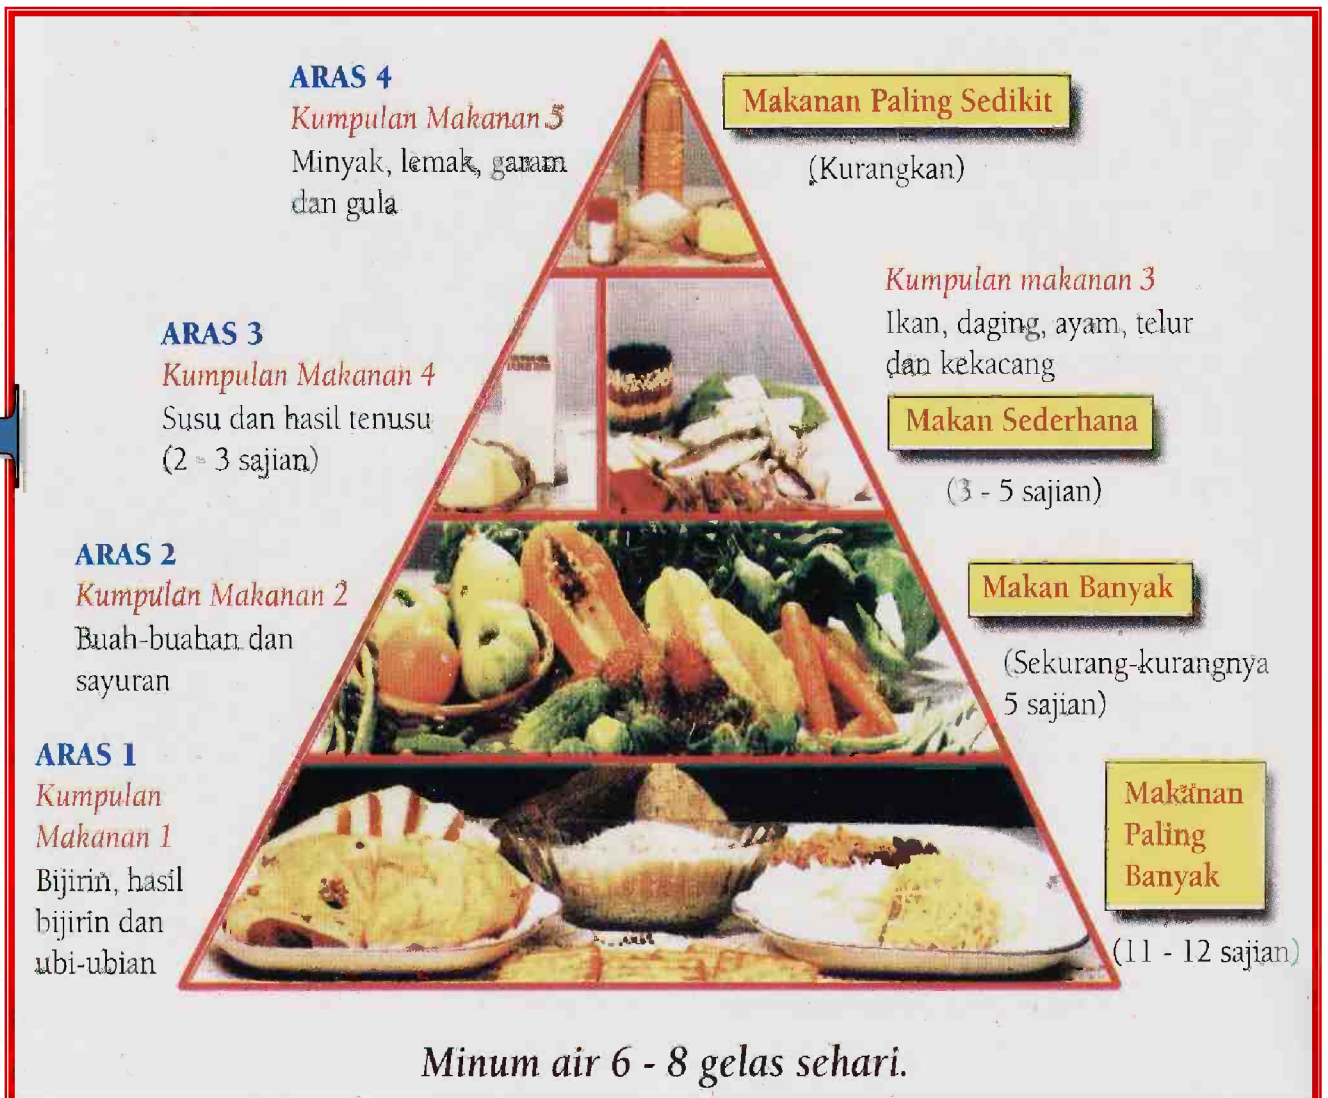 ARAS 4
Kumpulan Makanan 5
Minyak, lemak, garam
dan gula
Makanan Paling Sedikit
(Kurangkan)
ARAS 3
Kumpulan Makanan 4
Susu dan hasil tenusu
(2 - 3 sajian)
Kumpulan makanan 3
Ikan, daging, ayam, telur
dan kekacang
Makan Sederhana
(3 - 5 sajian)
ARAS 2
Kumpulan Makanan 2
Buah-buahan dan
sayuran
Makan Banyak
(Sekurang-kurangnya
5 sajian)
ARAS 1
Kumpulan
Makanan 1
Bijirin, hasil
bijirin dan
ubi-ubian
Makanan
Paling
Banyak
(11 - 12 sajian)
Minum air 6 - 8 gelas sehari.